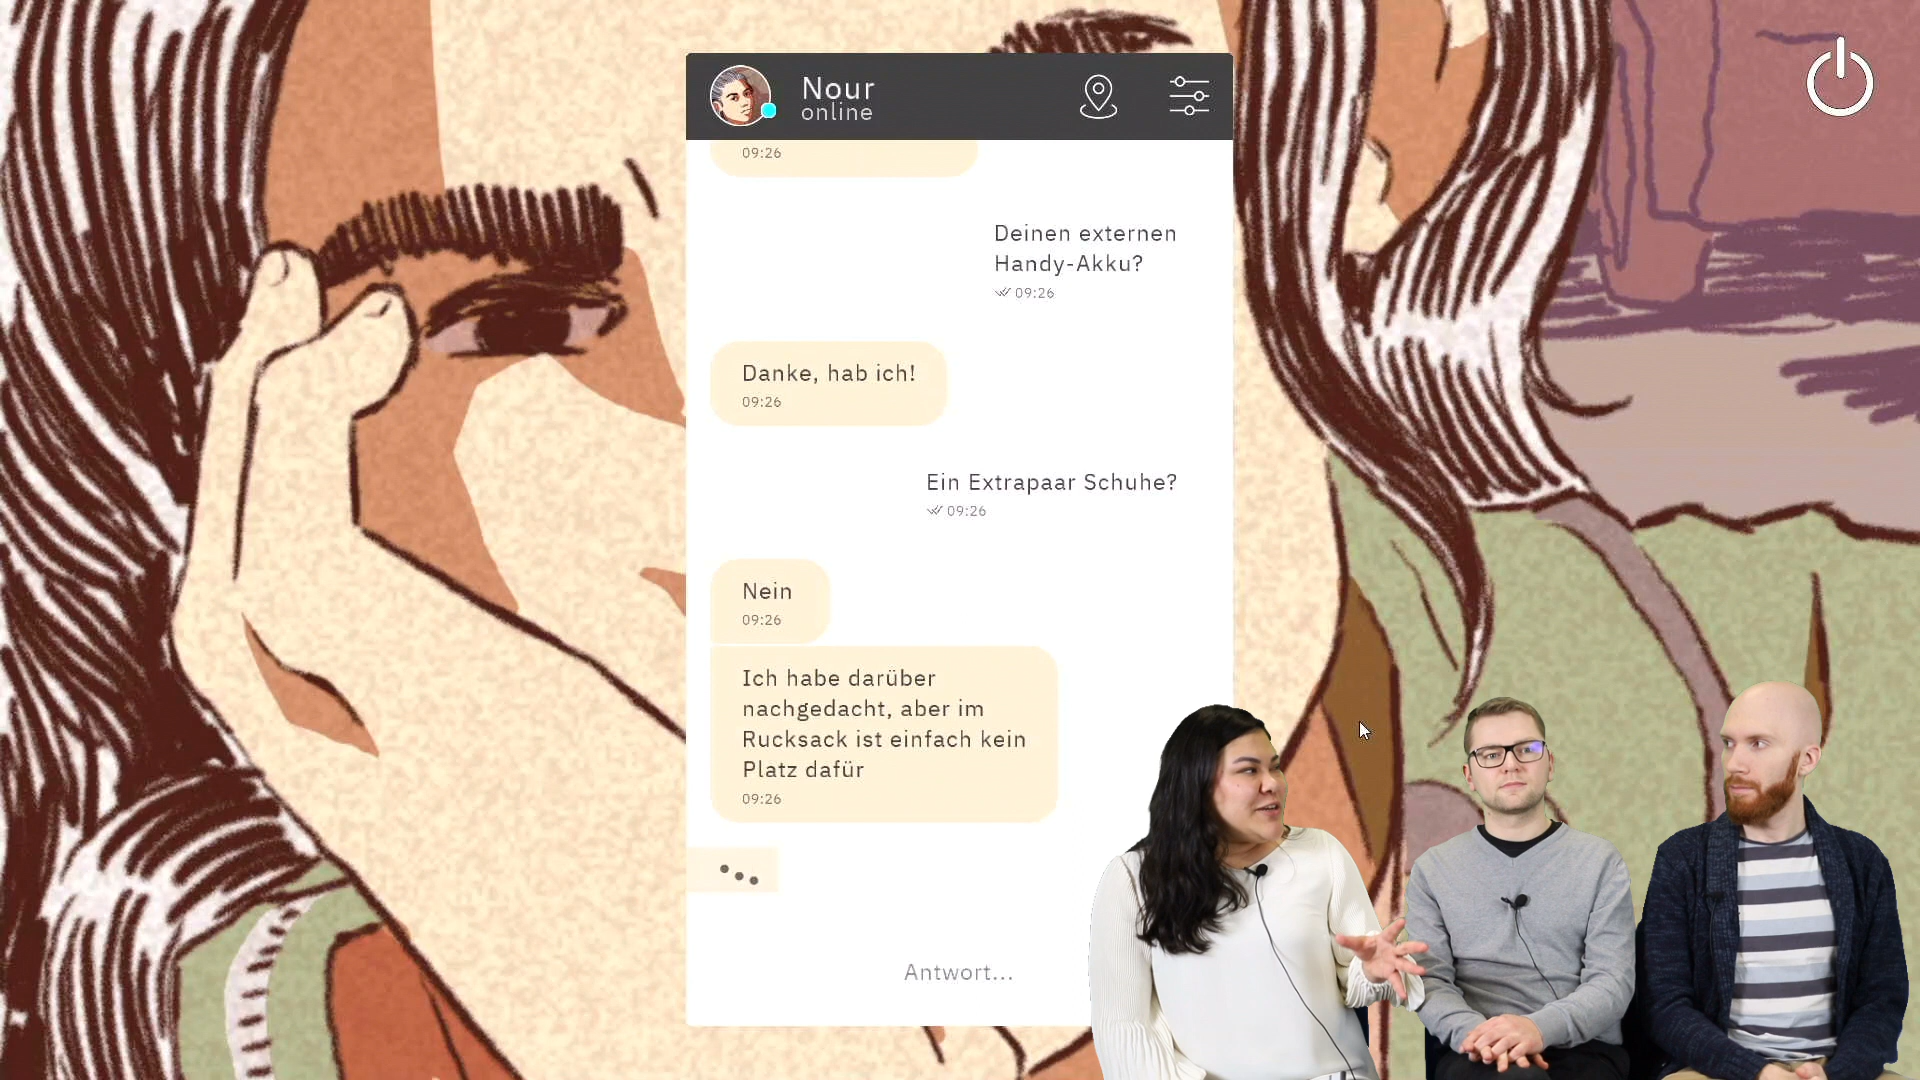 Nour
online
09:26
Deinen externen
Handy-Akku?
09:26
Danke, hab ich!
09:26
Ein Extrapaar Schuhe?
09:26
Nein
09:26
Ich habe darüber
nachgedacht, aber im
Rucksack ist einfach kein
Platz dafür
09:26
Antwort...